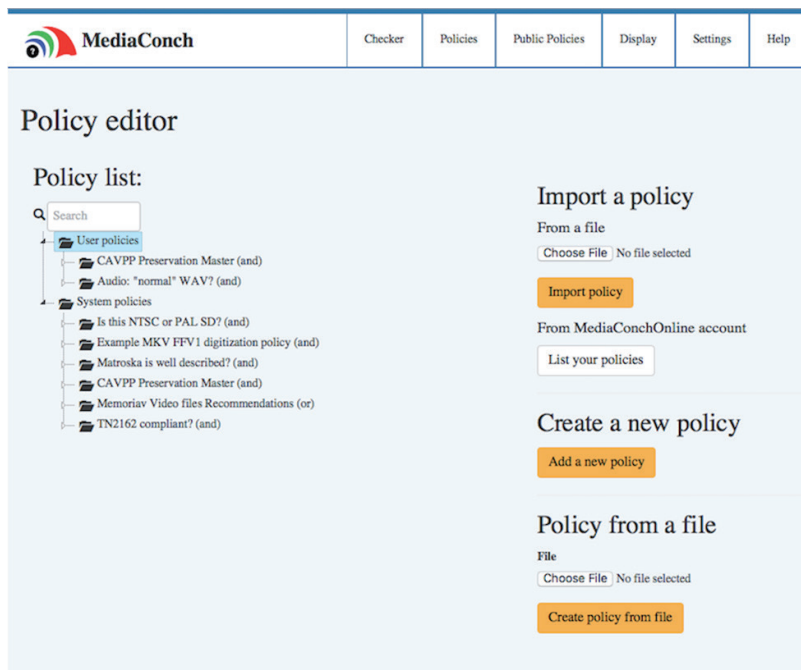 MediaConch
Checker
Policies
Public Policies
Display
Settings
Help
Policy editor
Policy list:
Search
User policies
CAVPP Preservation Master (and)
Audio: "normal" WAV? (and)
System policies
Is this NTSC or PAL SD? (and)
Example MKV FFV1 digitization policy (and)
Matroska is well described? (and)
CAVPP Preservation Master (and)
Memoriav Video files Recommendations (or)
TN2162 compliant? (and)
Import a policy
From a file
Choose File No file selected
Import policy
From MediaConchOnline account
List your policies
Create a new policy
Add a new policy
Policy from a file
File
Choose File No file selected
Create policy from file